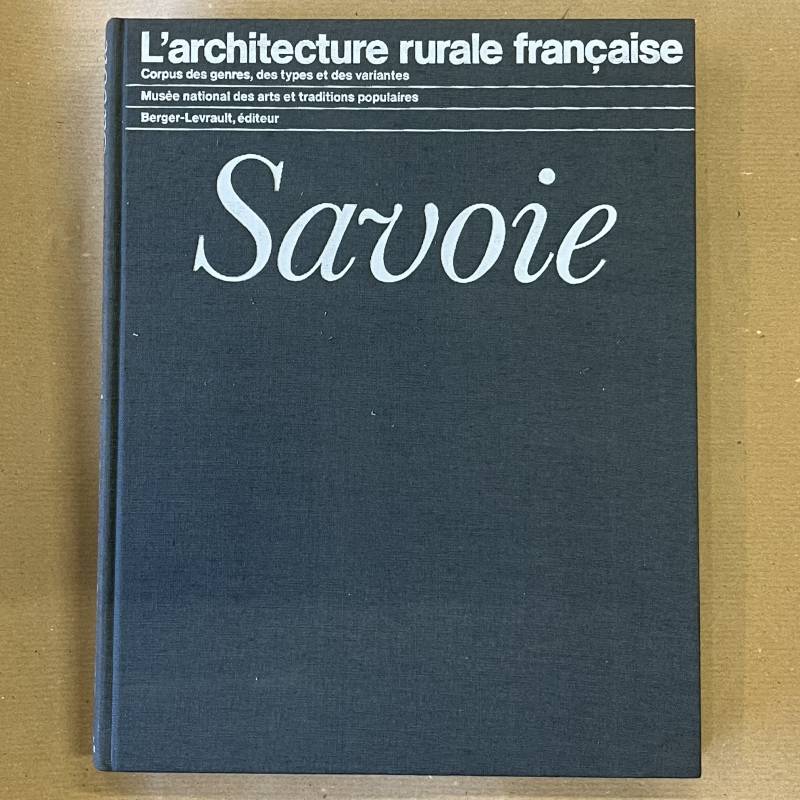 L'architecture rurale française
Corpus des genres, des types et des variantes
Musée national des arts et traditions populaires
Berger-Levrault, éditeur
Savoie